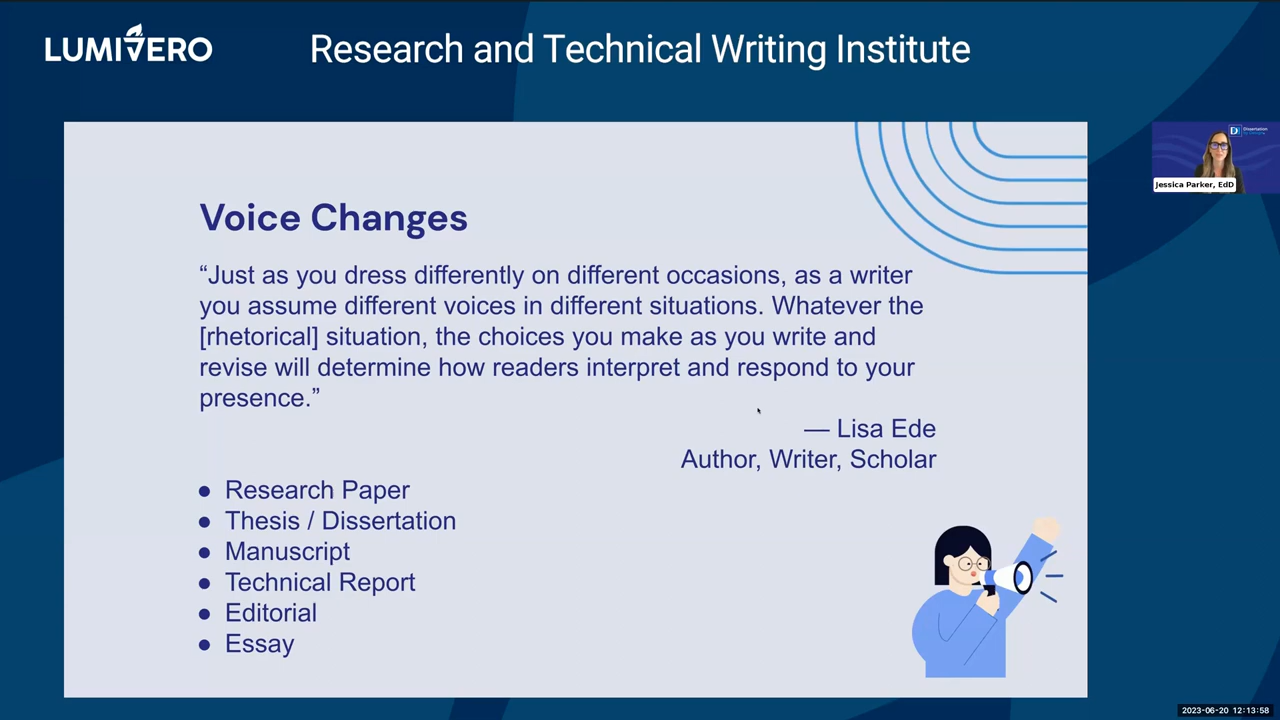 LUMIVERO
Research and Technical Writing Institute
Voice Changes
“Just as you dress differently on different occasions, as a writer
you assume different voices in different situations. Whatever the
[rhetorical] situation, the choices you make as you write and
revise will determine how readers interpret and respond to your
presence.”
— Lisa Ede
Author, Writer, Scholar
● Research Paper
● Thesis / Dissertation
● Manuscript
● Technical Report
● Editorial
● Essay
D Dissertation
Jessica Parker, EdD
2023-06-20 12:13:58